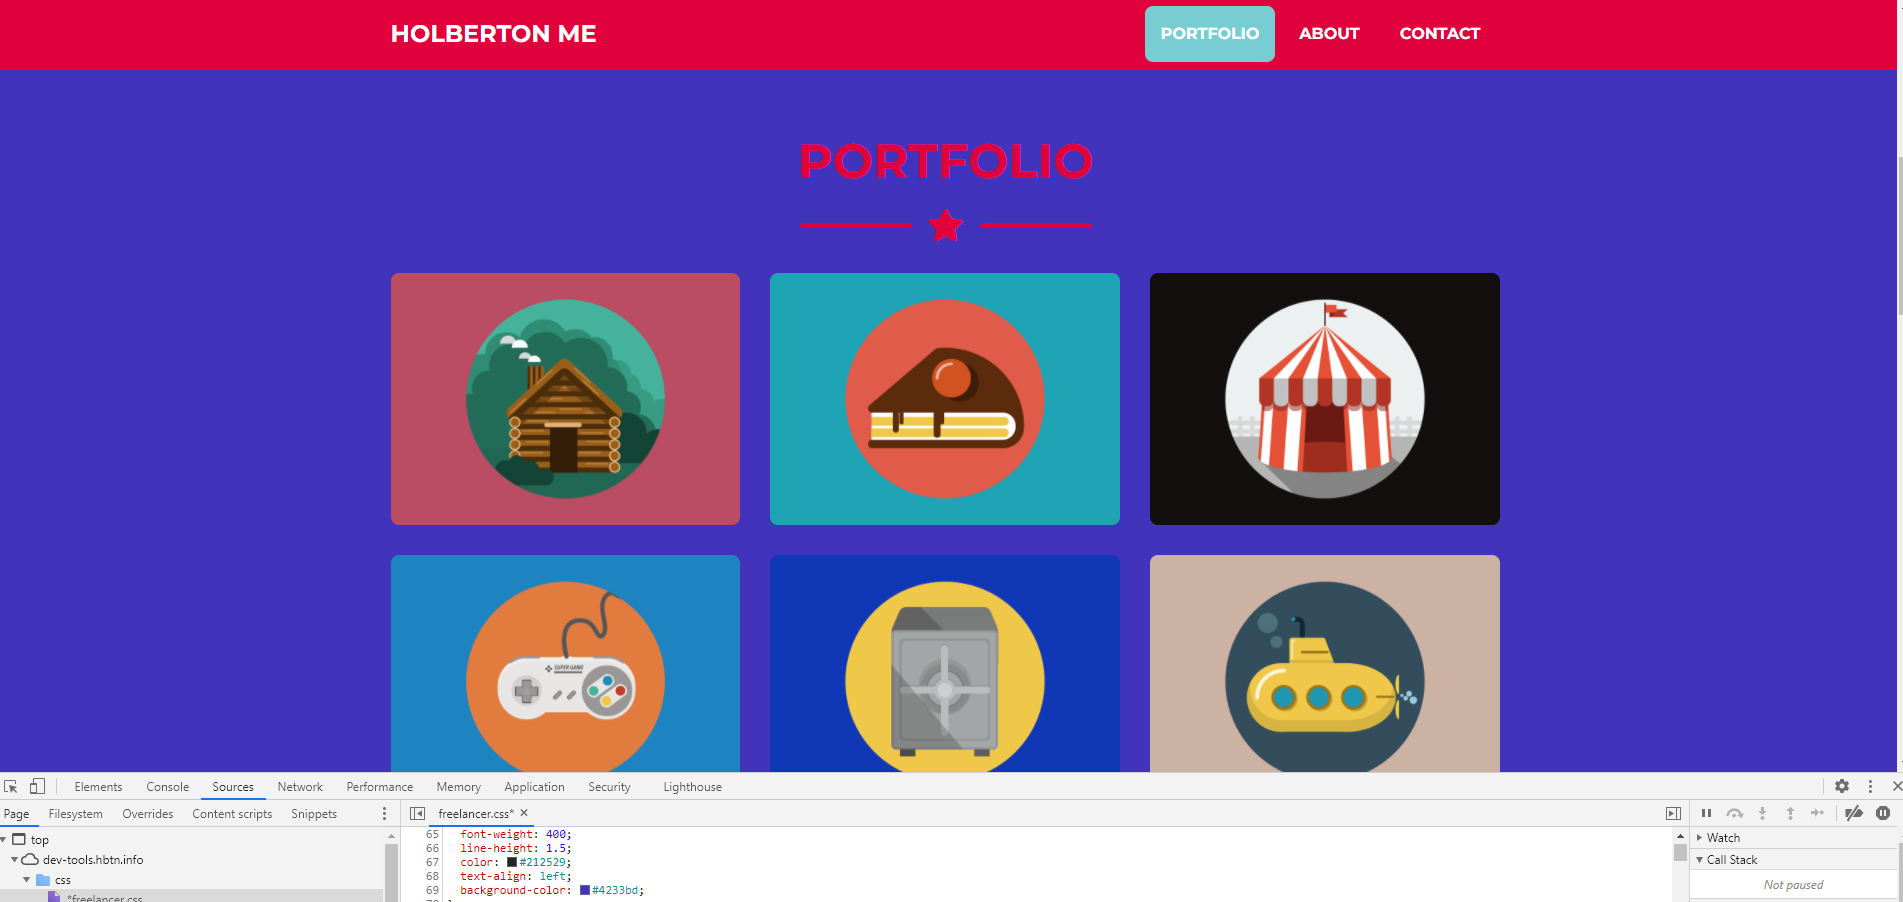 HOLBERTON ME PORTFOLIO ABOUT CONTACT
PORTFOLIO
SUPER GAME
Elements Console Sources Network Performance Memory Application Security Lighthouse
Page Filesystem Overrides Content scripts Snippets
freelancer.css*
top
dev-tools.hbtn.info
css
*freelancer.css
65 font-weight: 400;
66 line-height: 1.5;
67 color: #212529;
68 text-align: left;
69 background-color: #4233bd;
Watch
Call Stack
Not paused